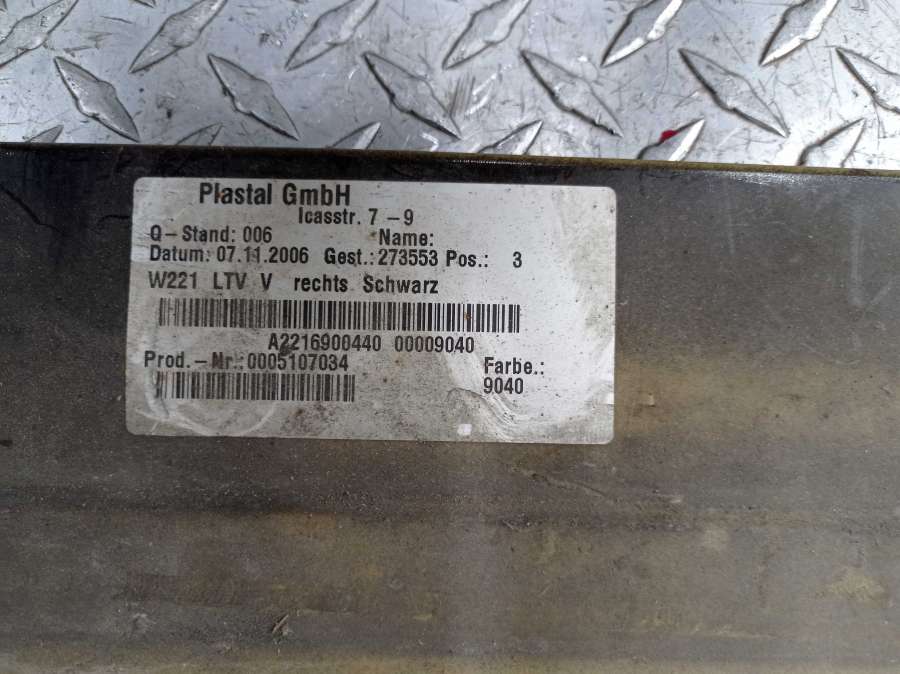 Plastal GmbH
Icasstr. 7 – 9
Q – Stand: 006 Name:
Datum: 07.11.2006 Gest.: 273553 Pos.: 3
W221 LTV V rechts Schwarz
A2216900440 00009040
Prod. – Nr.: 0005107034 Farbe.:
9040